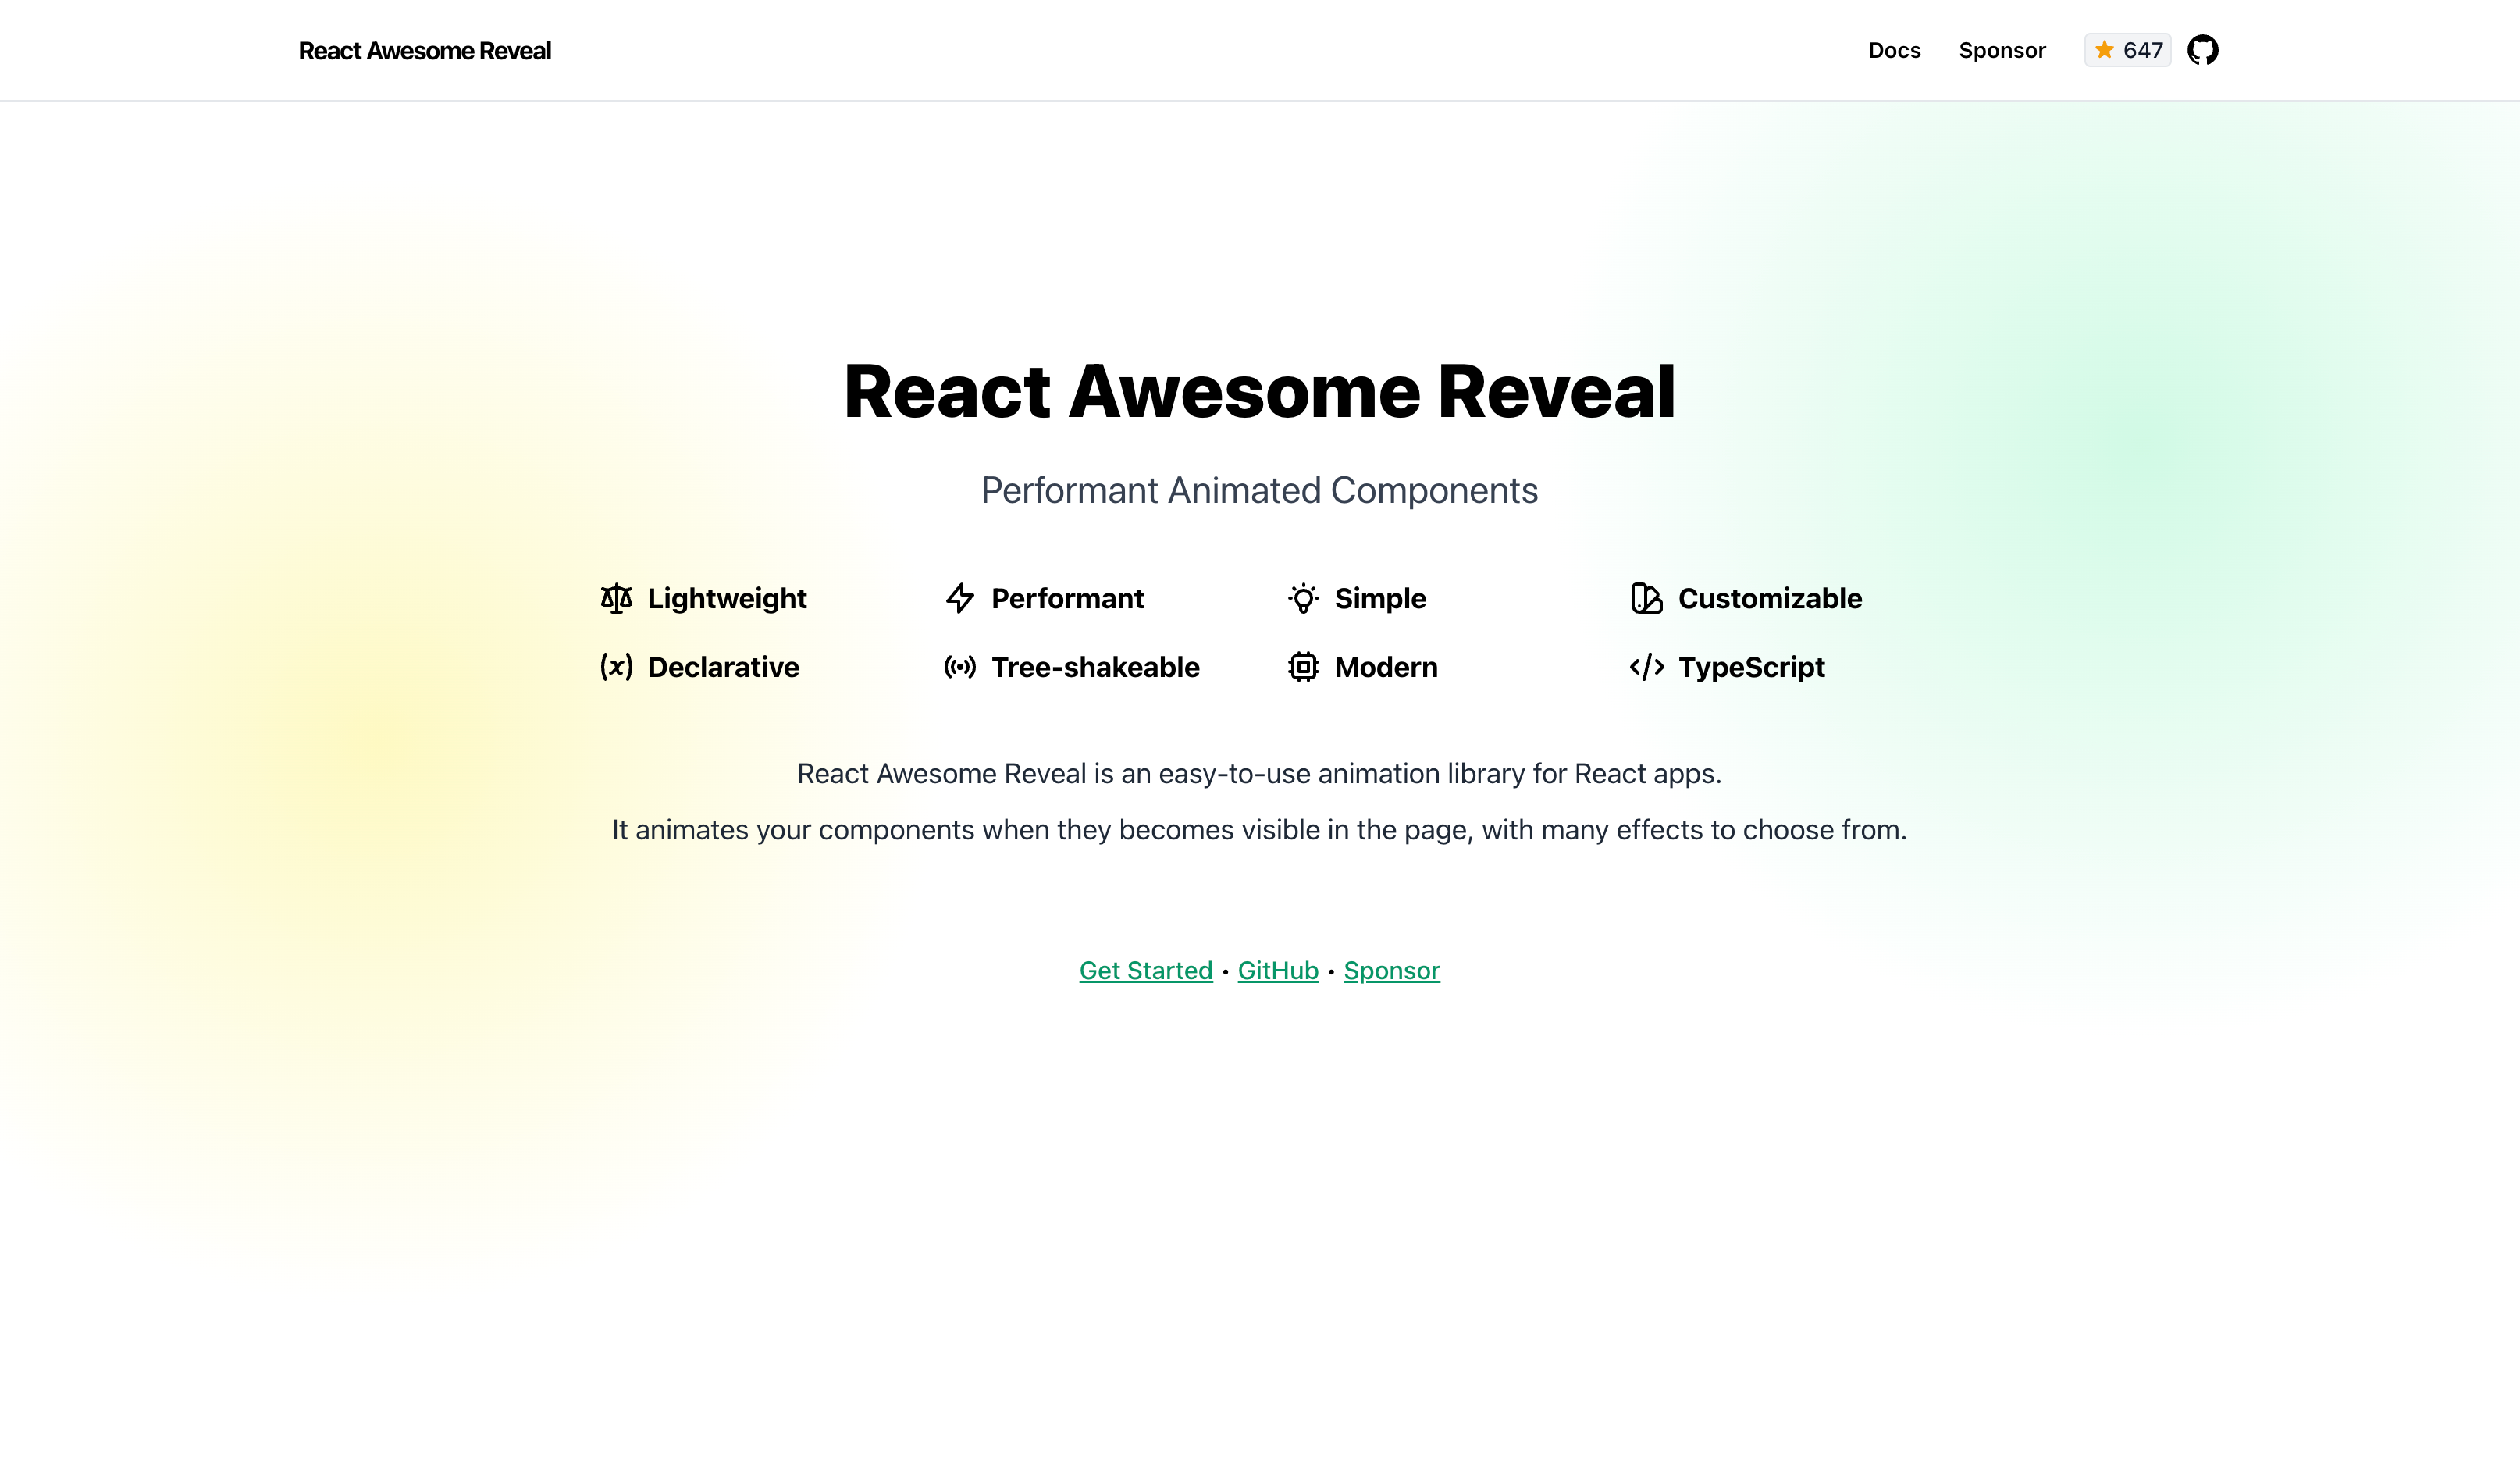 React Awesome Reveal
Docs Sponsor 647
React Awesome Reveal
Performant Animated Components
Lightweight Performant Simple Customizable
Declarative Tree-shakeable Modern TypeScript
React Awesome Reveal is an easy-to-use animation library for React apps.
It animates your components when they becomes visible in the page, with many effects to choose from.
Get Started • GitHub • Sponsor